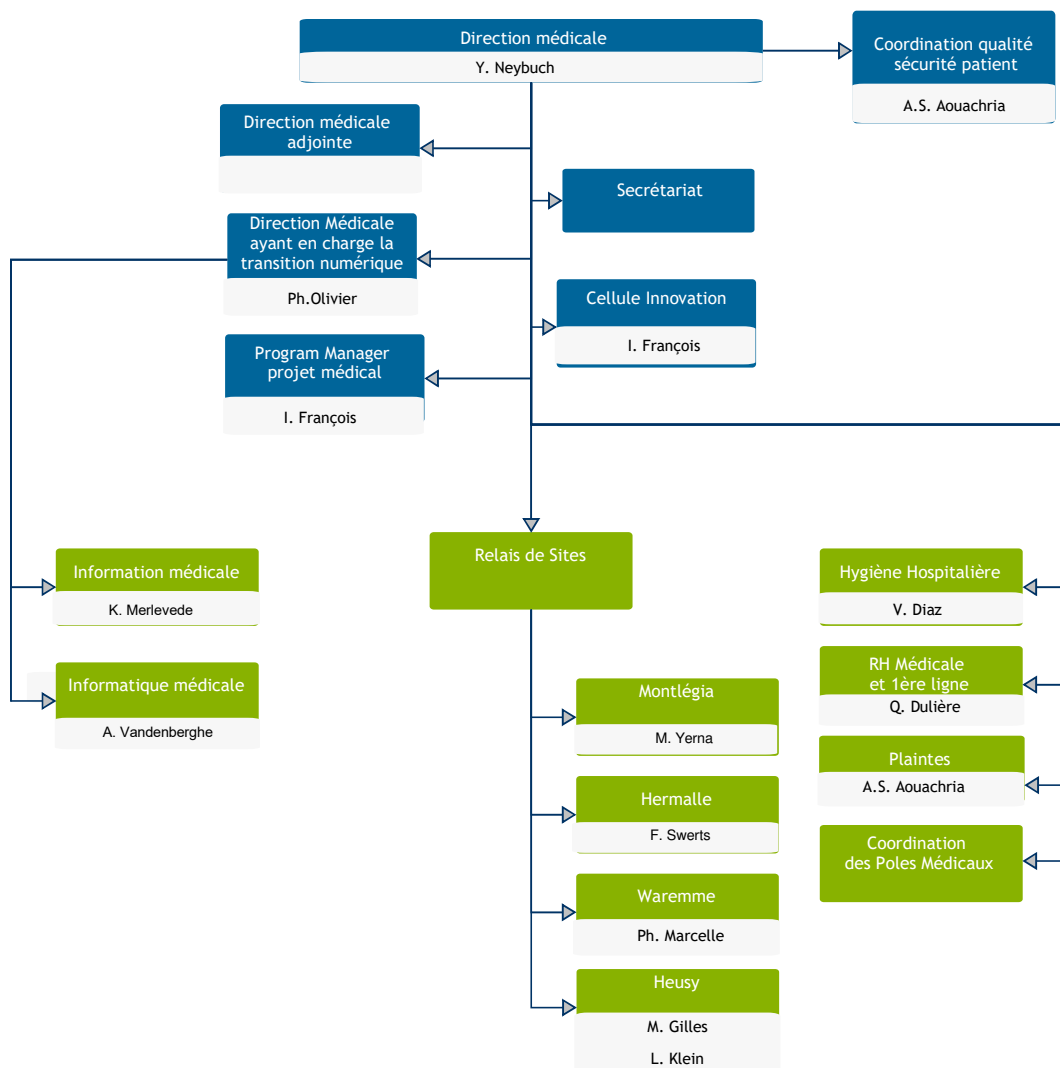 Direction médicale
Y. Neybuch
Coordination qualité
sécurité patient
A.S. Aouachria
Direction médicale
adjointe
Secrétariat
Direction Médicale
ayant en charge la
transition numérique
Ph.Olivier
Cellule Innovation
I. François
Program Manager
projet médical
I. François
Relais de Sites
Information médicale
K. Merlevede
Informatique médicale
A. Vandenberghe
Montlégia
M. Yerna
Hermalle
F. Swerts
Waremme
Ph. Marcelle
Heusy
M. Gilles
L. Klein
Hygiène Hospitalière
V. Diaz
RH Médicale
et 1ère ligne
Q. Dulière
Plaintes
A.S. Aouachria
Coordination
des Poles Médicaux